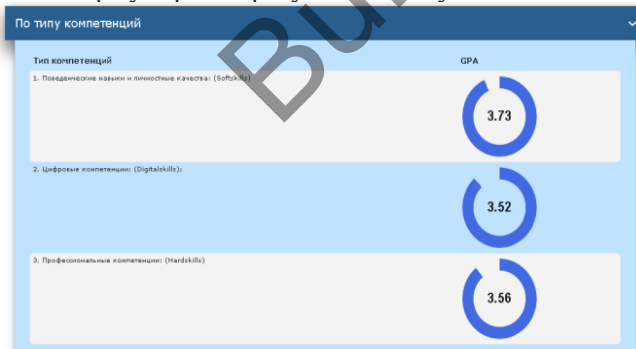 По типу компетенций
Тип компетенций GPA
1. Поведенческие навыки и личностные качества: (Softskills)
3.73
2. Цифровые компетенции: (Digitalskills):
3.52
3. Профессиональные компетенции: (Hardskills)
3.56